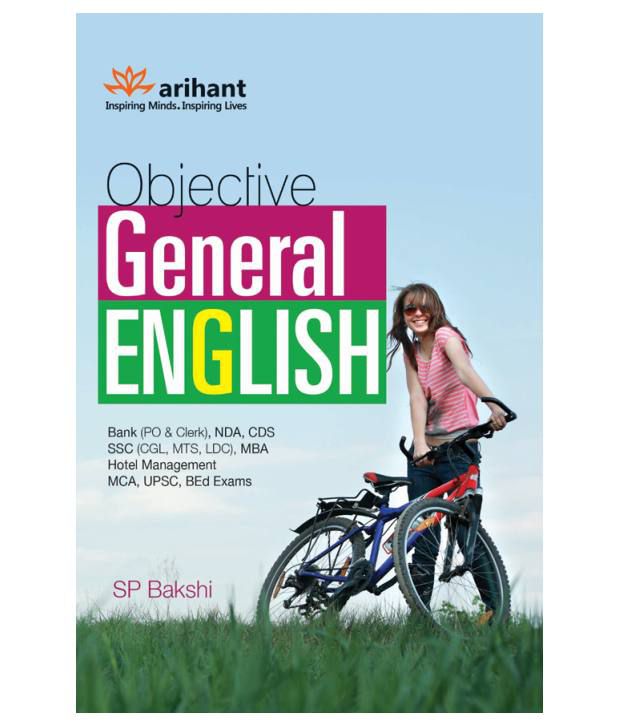 arihant
Inspiring Minds. Inspiring Lives
Objective
General
ENGLISH
Bank (PO & Clerk), NDA, CDS
SSC (CGL, MTS, LDC), MBA
Hotel Management
MCA, UPSC, BEd Exams
SP Bakshi